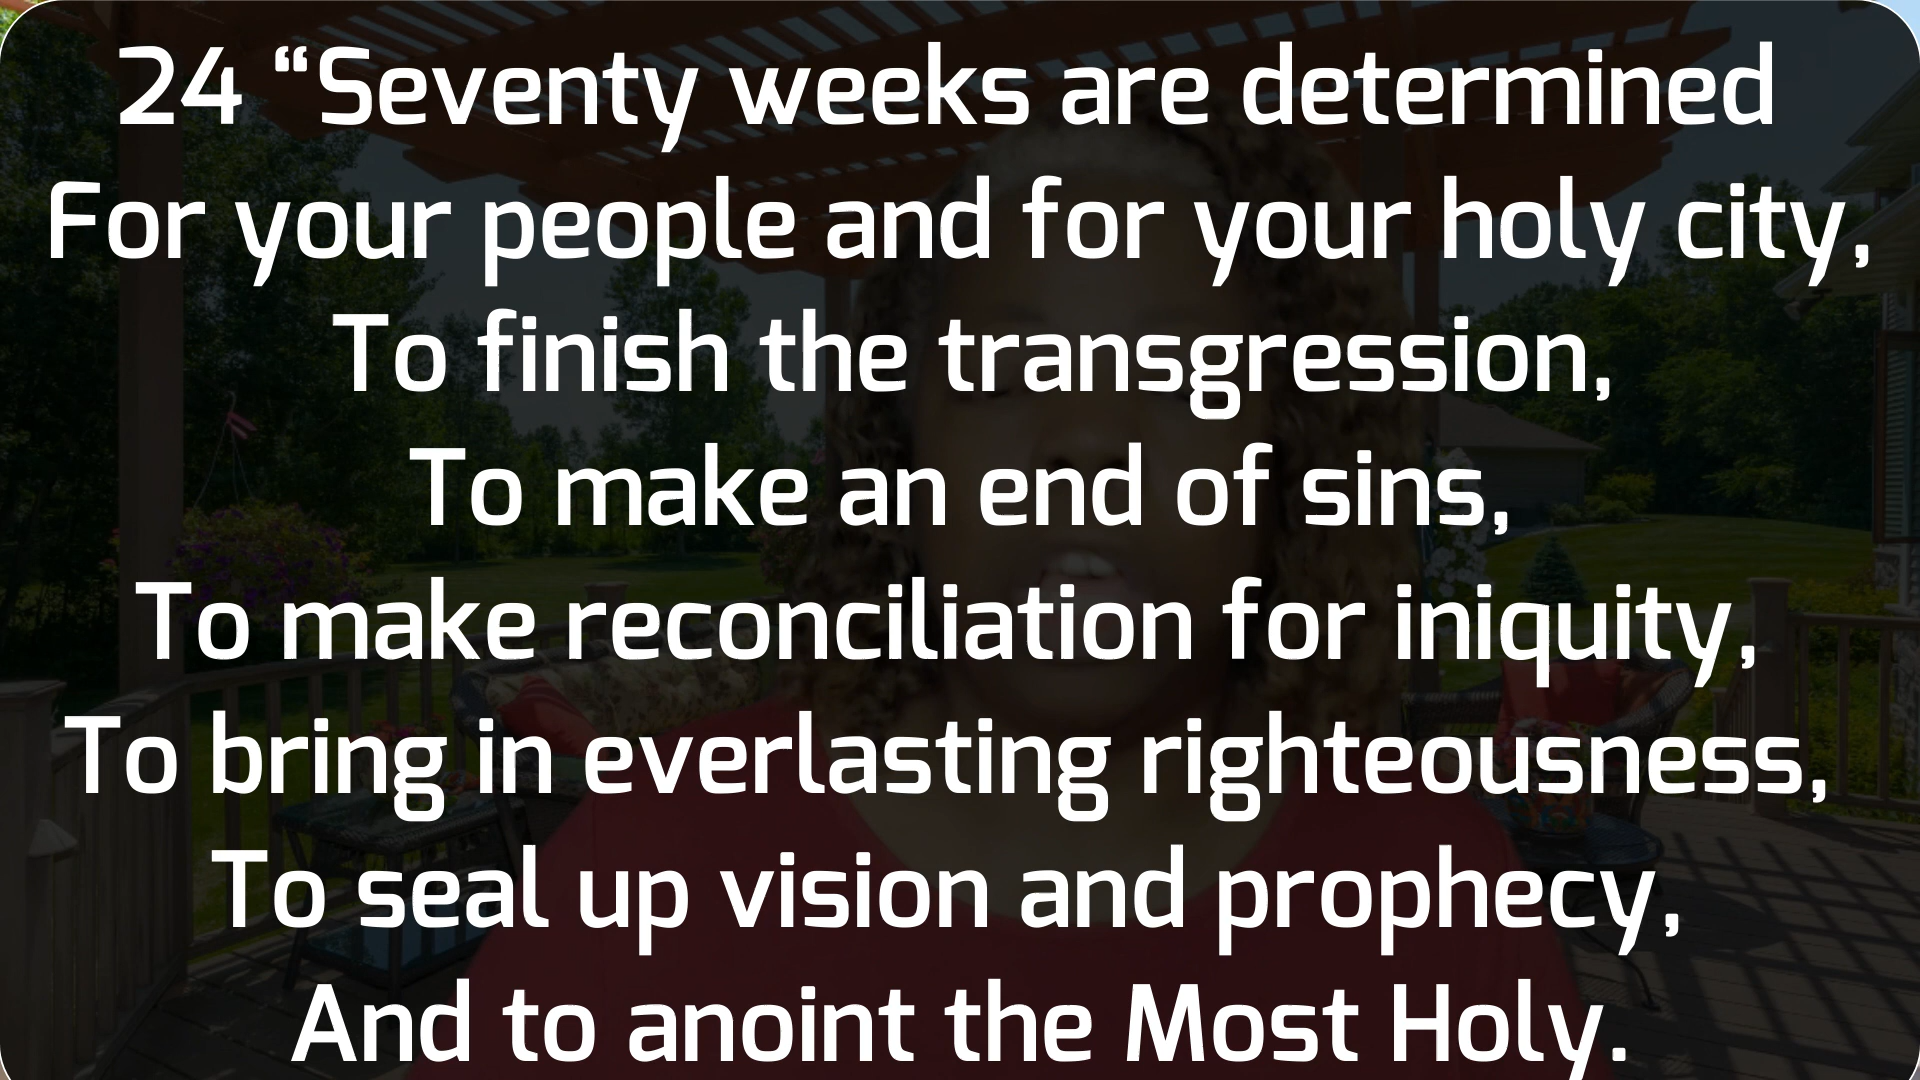 24 “Seventy weeks are determined
For your people and for your holy city,
To finish the transgression,
To make an end of sins,
To make reconciliation for iniquity,
To bring in everlasting righteousness,
To seal up vision and prophecy,
And to anoint the Most Holy.